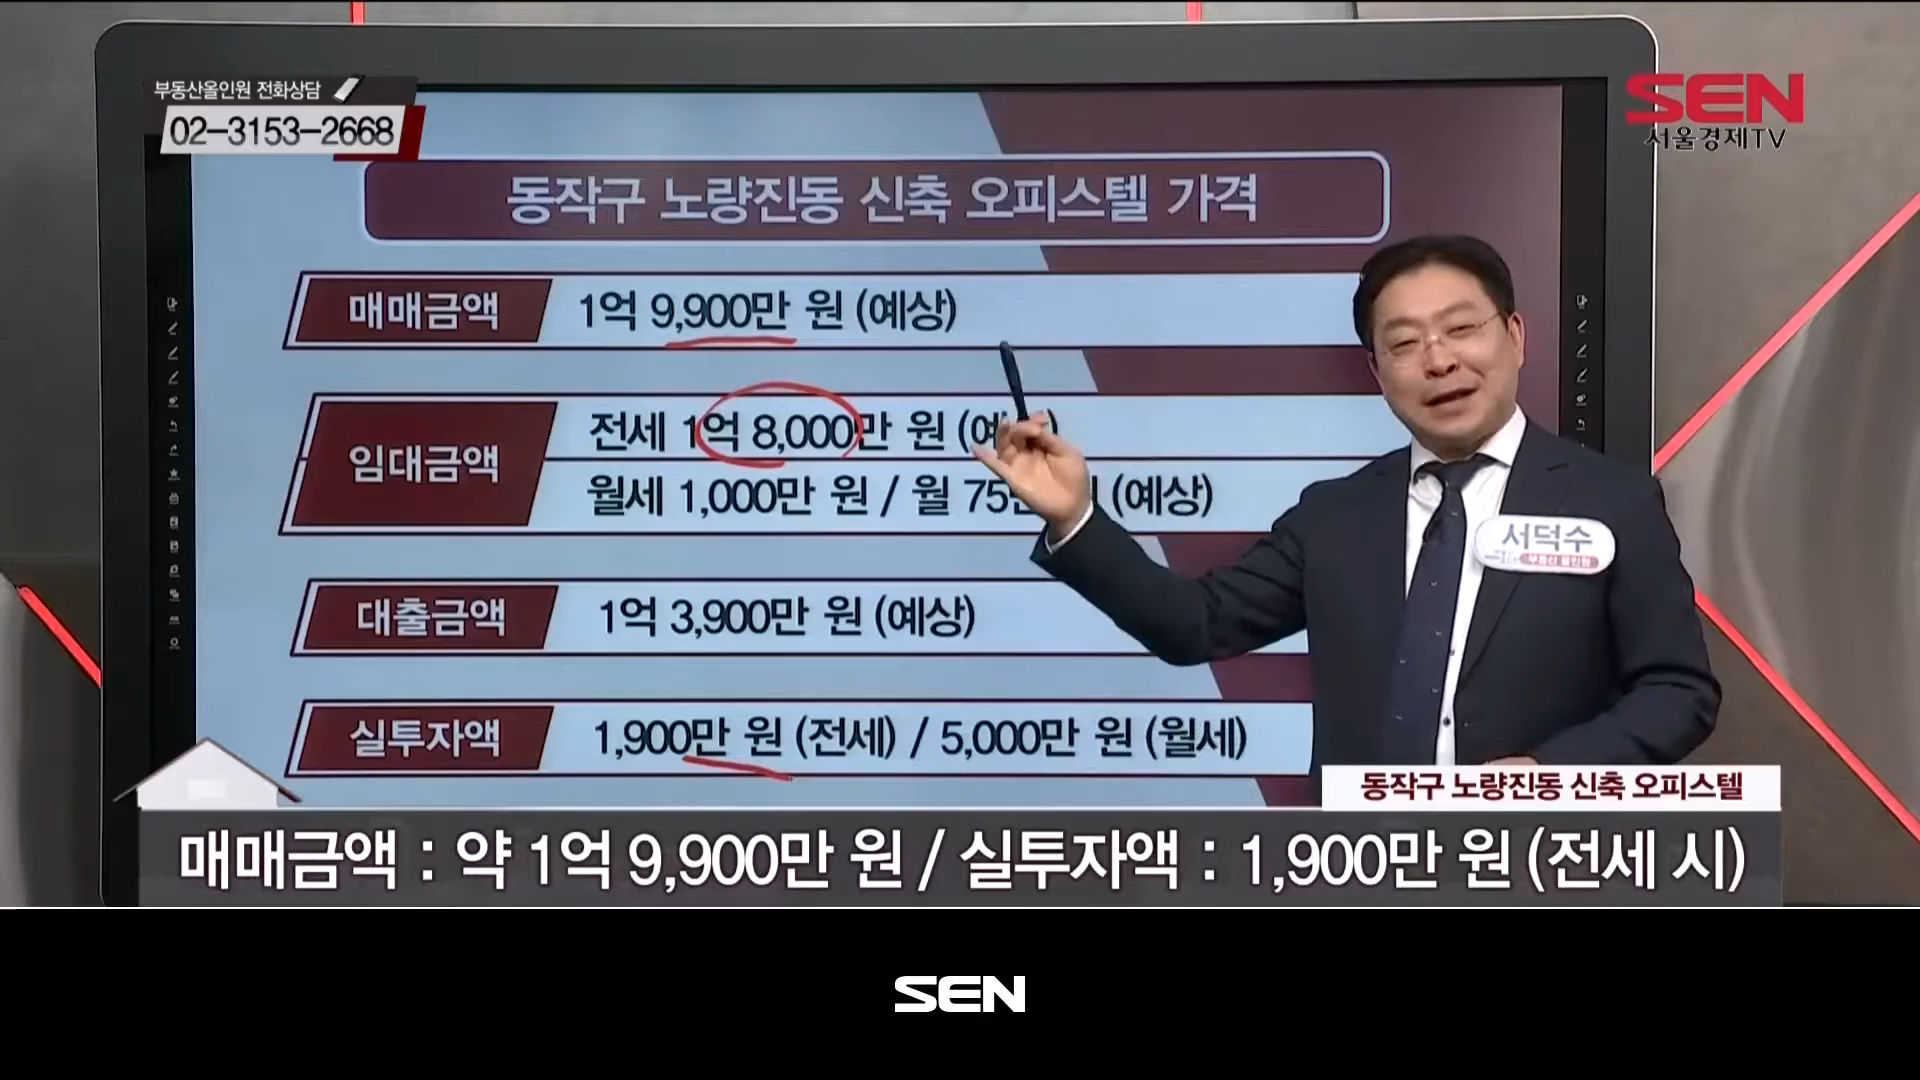 부동산올인원 전화상담
02-3153-2668
SEN
서울경제TV
동작구 노량진동 신축 오피스텔 가격
매매금액 1억 9,900만 원 (예상)
임대금액
전세 1억 8,000만 원 (예
월세 1,000만 원 / 월 75 (예상)
대출금액 1억 3,900만 원 (예상)
실투자액 1,900만 원 (전세) / 5,000만 원 (월세)
서덕수
부동산 올인원
동작구 노량진동 신축 오피스텔
매매금액 : 약 1억 9,900만 원 / 실투자액 : 1,900만 원 (전세 시)
SEN